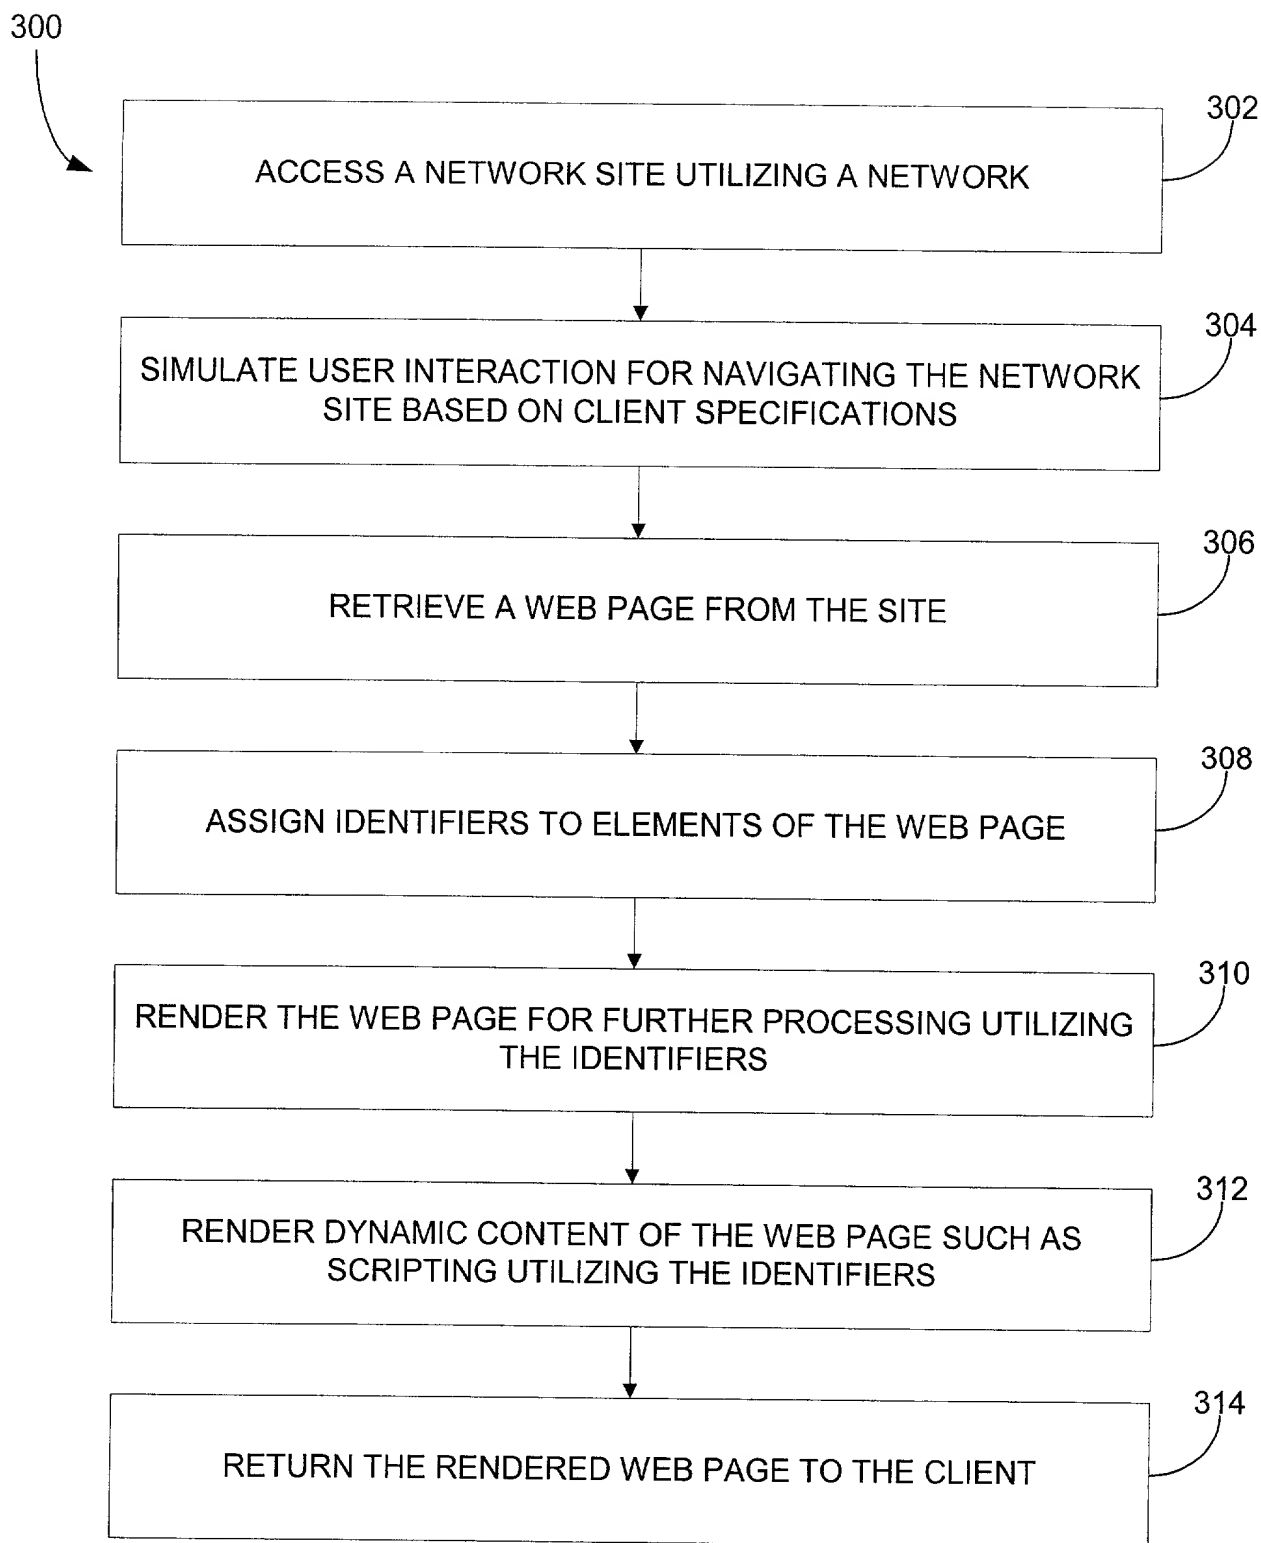 300
302
ACCESS A NETWORK SITE UTILIZING A NETWORK
304
SIMULATE USER INTERACTION FOR NAVIGATING THE NETWORK
SITE BASED ON CLIENT SPECIFICATIONS
306
RETRIEVE A WEB PAGE FROM THE SITE
308
ASSIGN IDENTIFIERS TO ELEMENTS OF THE WEB PAGE
310
RENDER THE WEB PAGE FOR FURTHER PROCESSING UTILIZING
THE IDENTIFIERS
312
RENDER DYNAMIC CONTENT OF THE WEB PAGE SUCH AS
SCRIPTING UTILIZING THE IDENTIFIERS
314
RETURN THE RENDERED WEB PAGE TO THE CLIENT